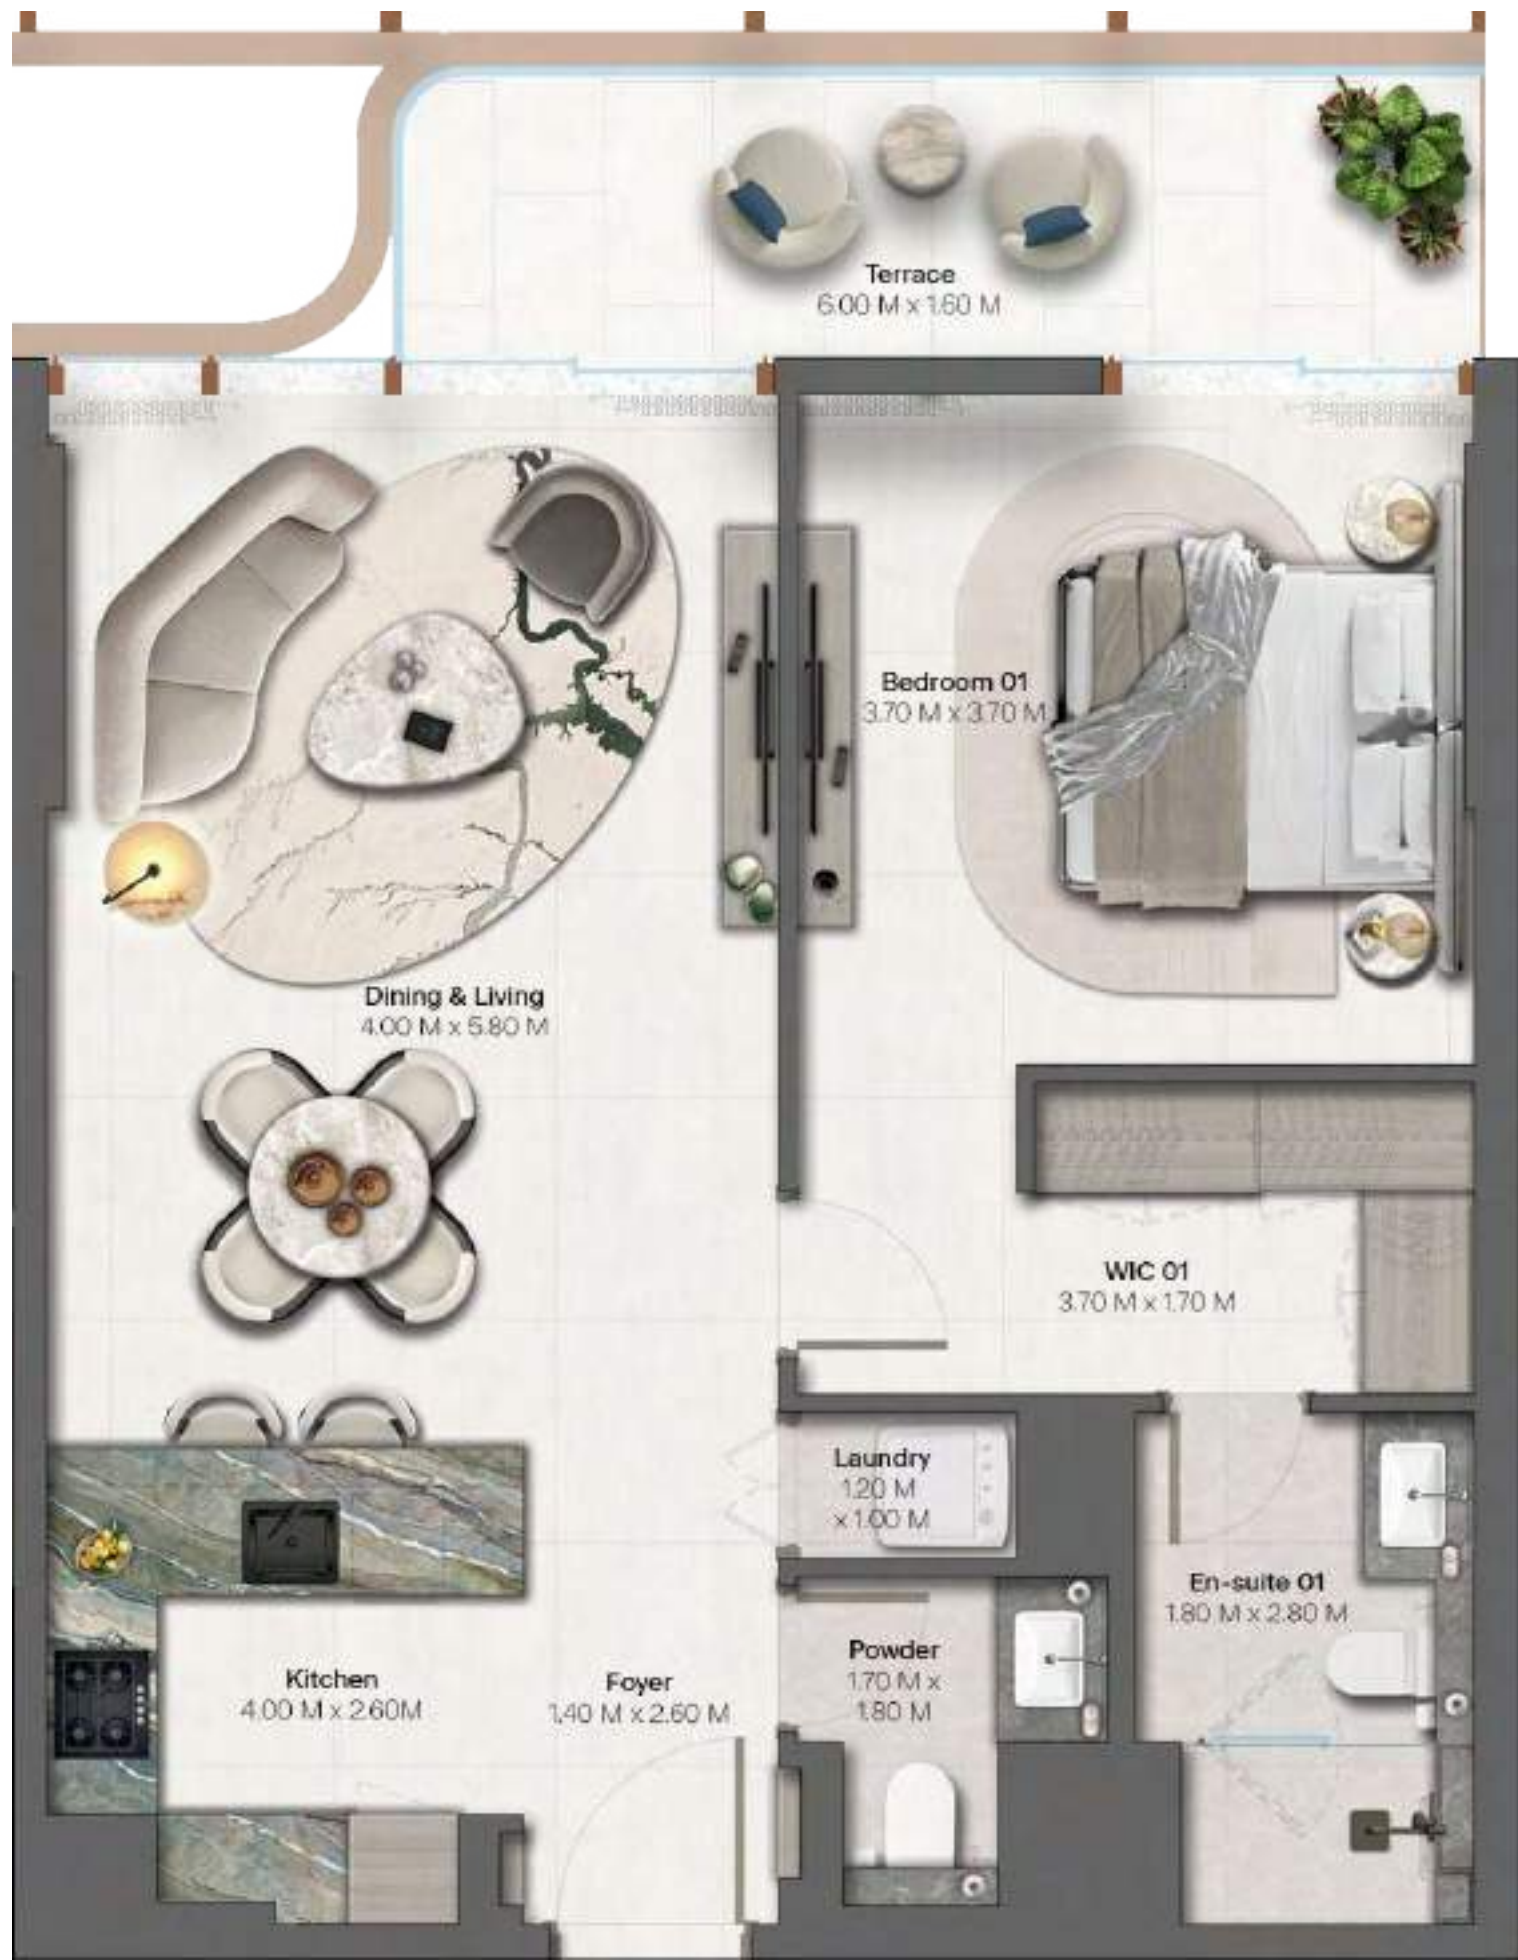 Terrace
6.00 M x 1.60 M
Bedroom 01
3.70 M x 3.70 M
Dining & Living
4.00 M x 5.80 M
WIC 01
3.70 M x 1.70 M
Laundry
1.20 M
x 1.00 M
En-suite 01
1.80 M x 2.80 M
Powder
1.70 M x
1.80 M
Kitchen
4.00 M x 2.60M
Foyer
1.40 M x 2.60 M